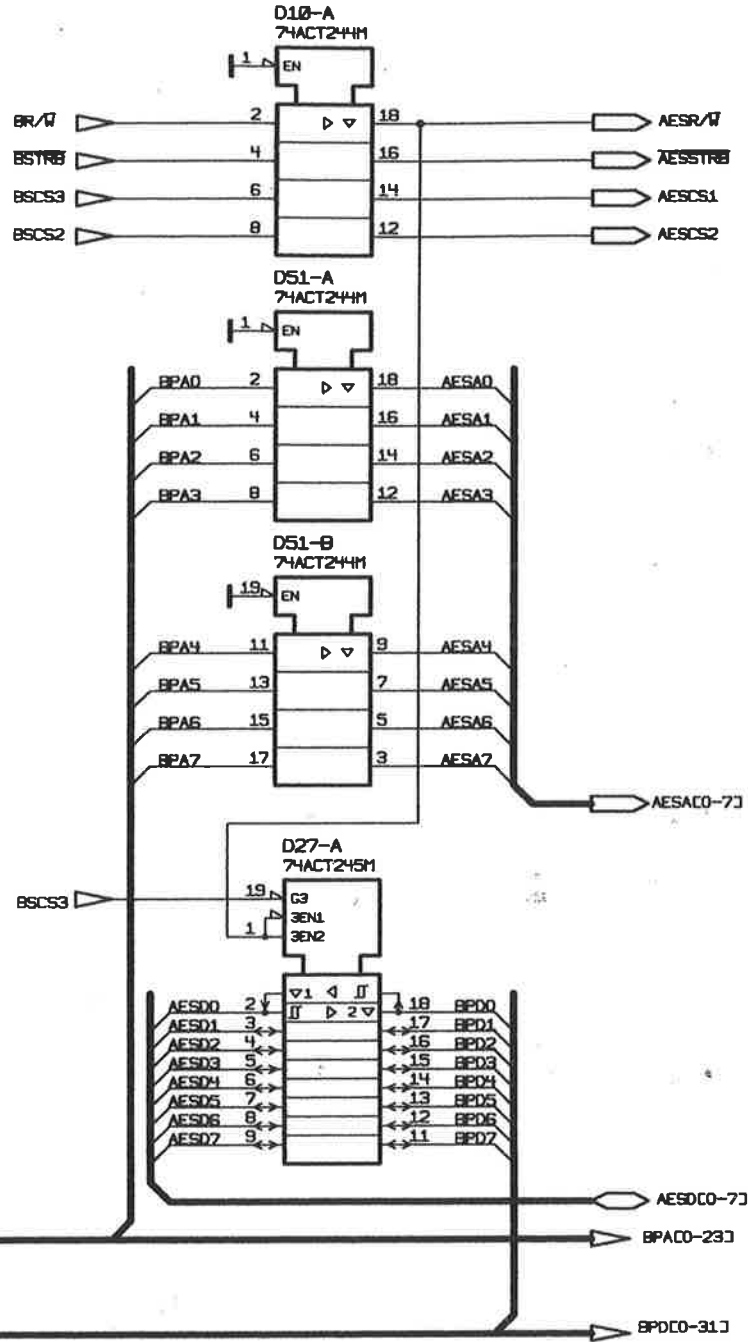 D10-A
74ACT244M
1 EN
BR/W̅ 2 18 AESR/W̅
B̅S̅T̅R̅B̅ 4 16 A̅E̅S̅S̅T̅R̅B̅
BSCS3 6 14 AESCS1
BSCS2 8 12 AESCS2
D51-A
74ACT244M
1 EN
BPA0 2 18 AESA0
BPA1 4 16 AESA1
BPA2 6 14 AESA2
BPA3 8 12 AESA3
D51-B
74ACT244M
19 EN
BPA4 11 9 AESA4
BPA5 13 7 AESA5
BPA6 15 5 AESA6
BPA7 17 3 AESA7
AESA[0-7]
D27-A
74ACT245M
BSCS3 19 G3
3EN1
1 3EN2
1
AESD0 2 2 18 BPD0
AESD1 3 17 BPD1
AESD2 4 16 BPD2
AESD3 5 15 BPD3
AESD4 6 14 BPD4
AESD5 7 13 BPD5
AESD6 8 12 BPD6
AESD7 9 11 BPD7
AESD[0-7]
BPA[0-23]
BPD[0-31]